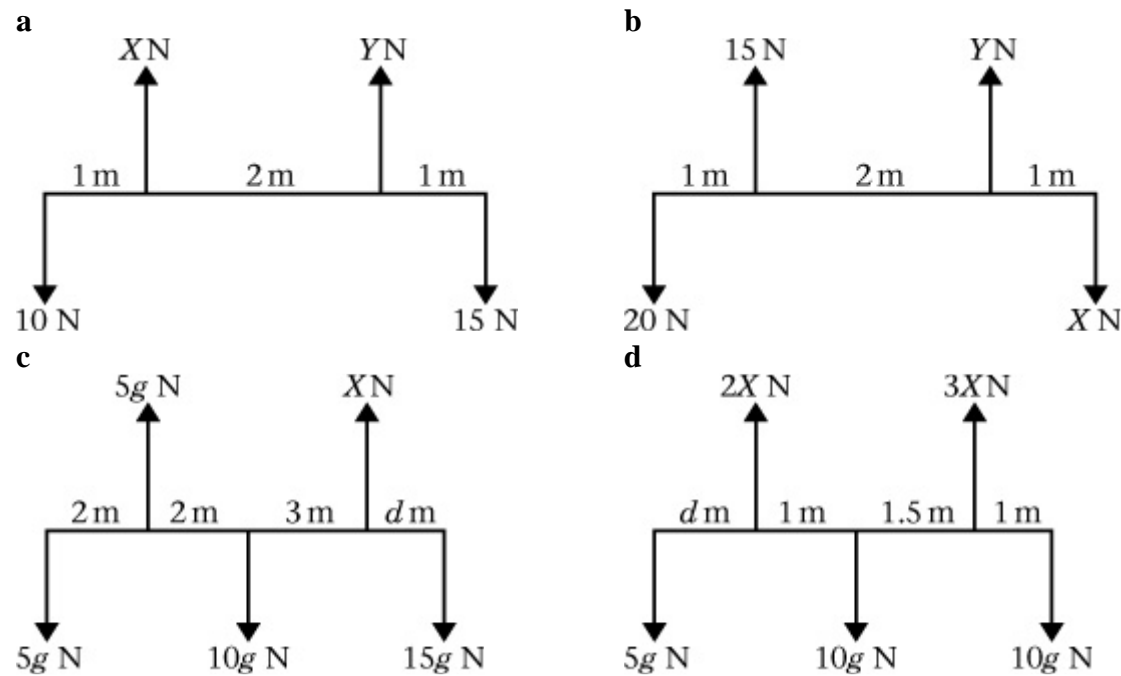 a
X N Y N
1 m 2 m 1 m
10 N 15 N
b
15 N Y N
1 m 2 m 1 m
20 N X N
c
5g N X N
2 m 2 m 3 m d m
5g N 10g N 15g N
d
2X N 3X N
d m 1 m 1.5 m 1 m
5g N 10g N 10g N